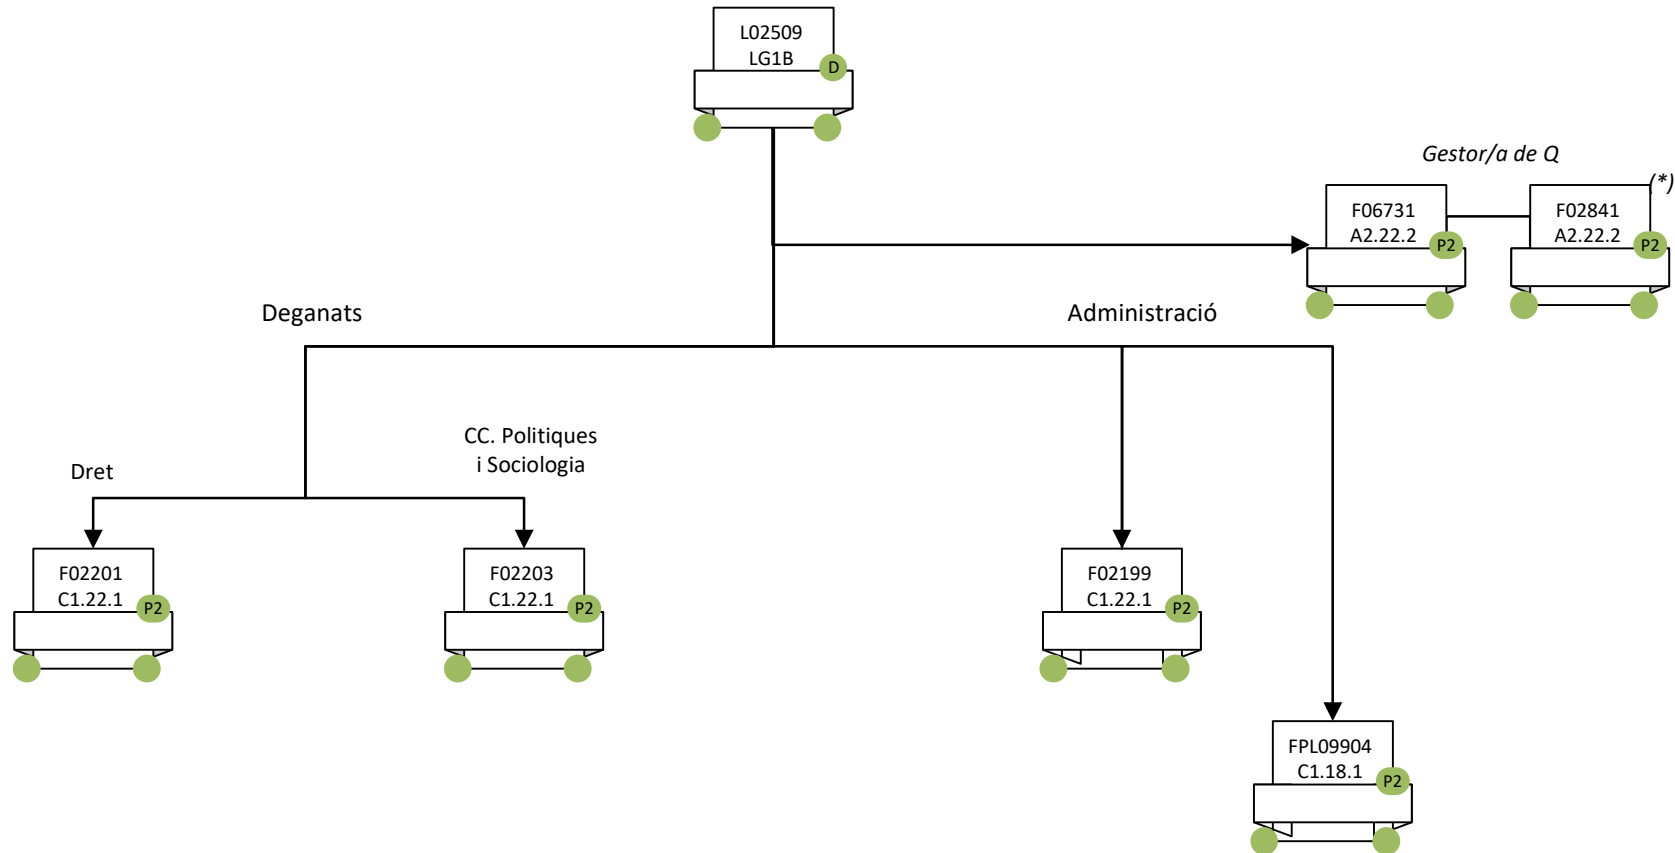 L02509
LG1B
D
Gestor/a de Q
(*)
F06731
A2.22.2
P2
F02841
A2.22.2
P2
Deganats
Administració
CC. Politiques
i Sociologia
Dret
F02201
C1.22.1
P2
F02203
C1.22.1
P2
F02199
C1.22.1
P2
FPL09904
C1.18.1
P2